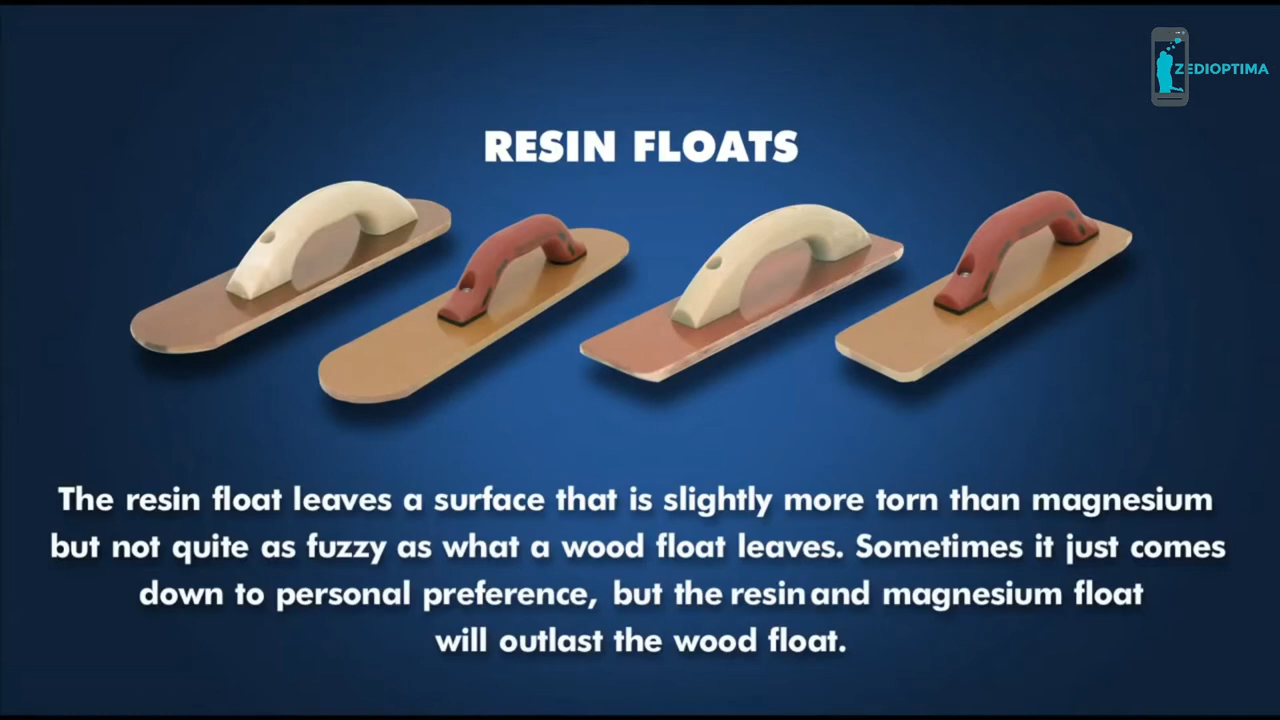 ZEDIOPTIMA
RESIN FLOATS
The resin float leaves a surface that is slightly more torn than magnesium
but not quite as fuzzy as what a wood float leaves. Sometimes it just comes
down to personal preference, but the resin and magnesium float
will outlast the wood float.